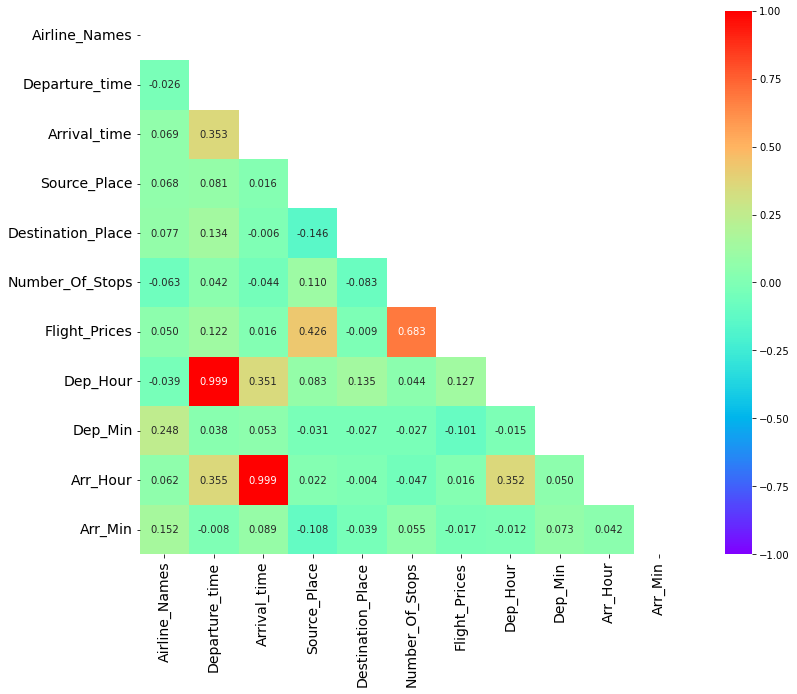 Airline_Names
Departure_time -0.026
Arrival_time 0.069 0.353
Source_Place 0.068 0.081 0.016
Destination_Place 0.077 0.134 -0.006 -0.146
Number_Of_Stops -0.063 0.042 -0.044 0.110 -0.083
Flight_Prices 0.050 0.122 0.016 0.426 -0.009 0.683
Dep_Hour -0.039 0.999 0.351 0.083 0.135 0.044 0.127
Dep_Min 0.248 0.038 0.053 -0.031 -0.027 -0.027 -0.101 -0.015
Arr_Hour 0.062 0.355 0.999 0.022 -0.004 -0.047 0.016 0.352 0.050
Arr_Min 0.152 -0.008 0.089 -0.108 -0.039 0.055 -0.017 -0.012 0.073 0.042
Airline_Names
Departure_time
Arrival_time
Source_Place
Destination_Place
Number_Of_Stops
Flight_Prices
Dep_Hour
Dep_Min
Arr_Hour
Arr_Min
1.00
0.75
0.50
0.25
0.00
−0.25
−0.50
−0.75
−1.00